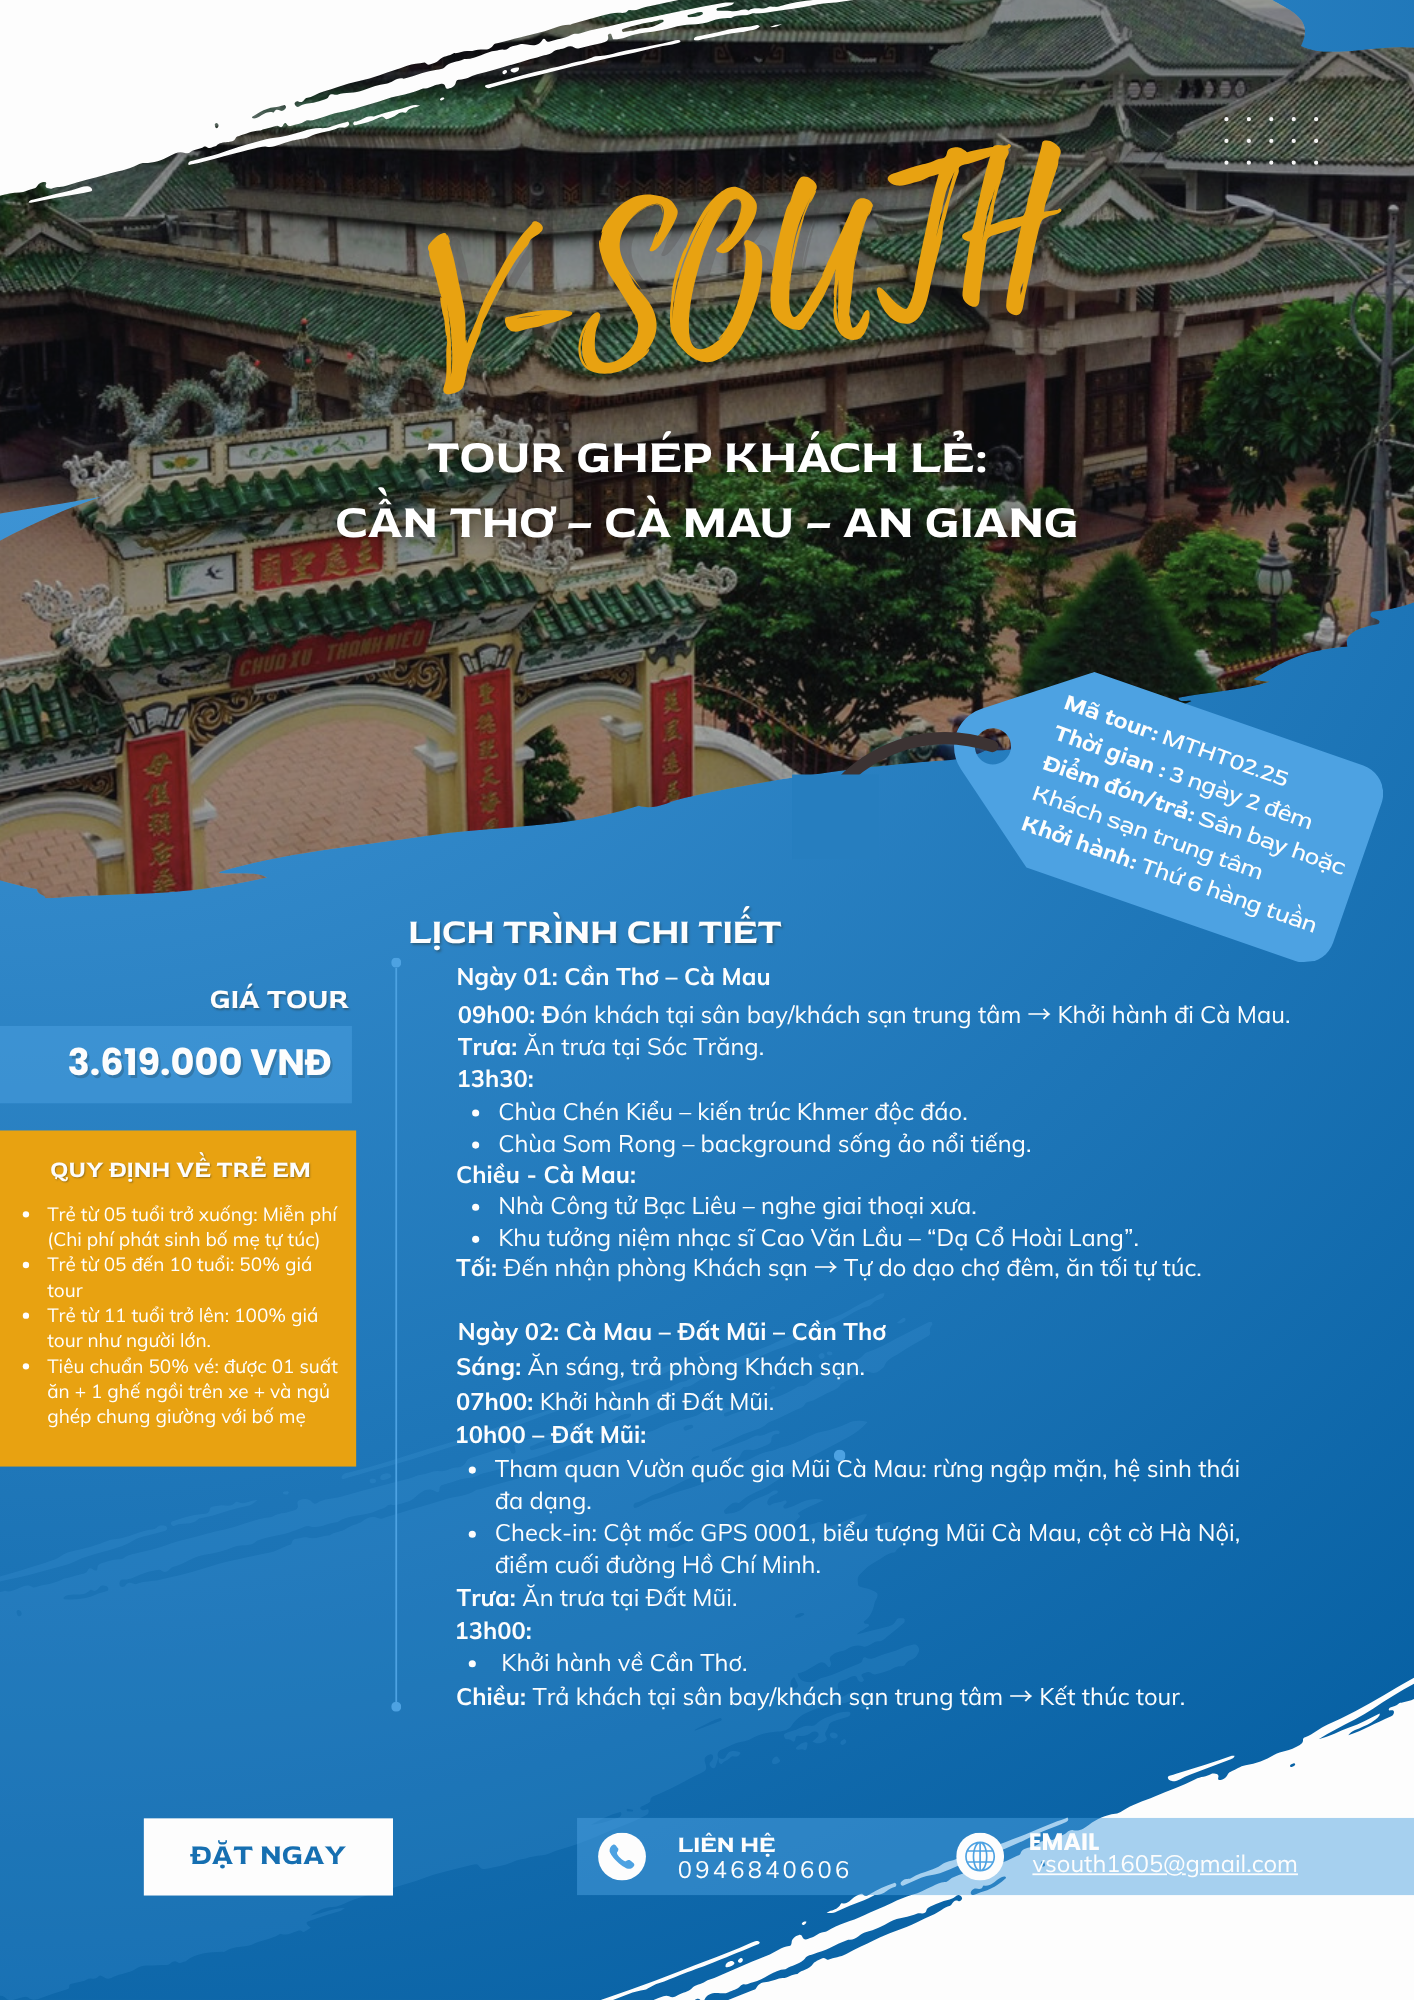 V-SOUTH
TOUR GHÉP KHÁCH LẺ:
CẦN THƠ – CÀ MAU – AN GIANG
主處聖廟
CHÚA XỨ THÁNH MIẾU
Mã tour: MTHT02.25
Thời gian : 3 ngày 2 đêm
Điểm đón/trả: Sân bay hoặc
Khách sạn trung tâm
Khởi hành: Thứ 6 hàng tuần
GIÁ TOUR
3.619.000 VNĐ
QUY ĐỊNH VỀ TRẺ EM
• Trẻ từ 05 tuổi trở xuống: Miễn phí
(Chi phí phát sinh bố mẹ tự túc)
• Trẻ từ 05 đến 10 tuổi: 50% giá
tour
• Trẻ từ 11 tuổi trở lên: 100% giá
tour như người lớn.
• Tiêu chuẩn 50% vé: được 01 suất
ăn + 1 ghế ngồi trên xe + và ngủ
ghép chung giường với bố mẹ
LỊCH TRÌNH CHI TIẾT
Ngày 01: Cần Thơ – Cà Mau
09h00: Đón khách tại sân bay/khách sạn trung tâm → Khởi hành đi Cà Mau.
Trưa: Ăn trưa tại Sóc Trăng.
13h30:
• Chùa Chén Kiểu – kiến trúc Khmer độc đáo.
• Chùa Som Rong – background sống ảo nổi tiếng.
Chiều - Cà Mau:
• Nhà Công tử Bạc Liêu – nghe giai thoại xưa.
• Khu tưởng niệm nhạc sĩ Cao Văn Lầu – “Dạ Cổ Hoài Lang”.
Tối: Đến nhận phòng Khách sạn → Tự do dạo chợ đêm, ăn tối tự túc.
Ngày 02: Cà Mau – Đất Mũi – Cần Thơ
Sáng: Ăn sáng, trả phòng Khách sạn.
07h00: Khởi hành đi Đất Mũi.
10h00 – Đất Mũi:
• Tham quan Vườn quốc gia Mũi Cà Mau: rừng ngập mặn, hệ sinh thái
đa dạng.
• Check-in: Cột mốc GPS 0001, biểu tượng Mũi Cà Mau, cột cờ Hà Nội,
điểm cuối đường Hồ Chí Minh.
Trưa: Ăn trưa tại Đất Mũi.
13h00:
• Khởi hành về Cần Thơ.
Chiều: Trả khách tại sân bay/khách sạn trung tâm → Kết thúc tour.
ĐẶT NGAY
LIÊN HỆ
0946840606
EMAIL
vsouth1605@gmail.com